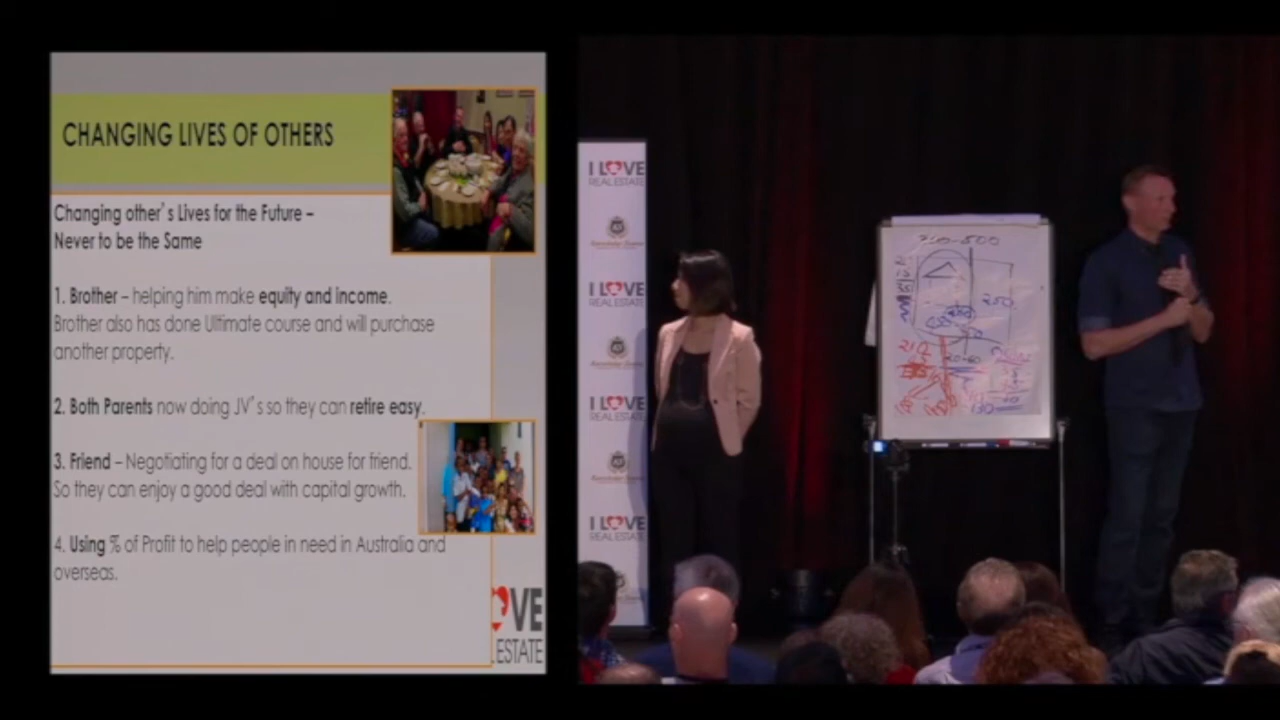 CHANGING LIVES OF OTHERS
Changing other's Lives for the Future –
Never to be the Same
1. Brother – helping him make equity and income.
Brother also has done Ultimate course and will purchase
another property.
2. Both Parents now doing JV's so they can retire easy.
3. Friend – Negotiating for a deal on house for friend.
So they can enjoy a good deal with capital growth.
4. Using % of Profit to help people in need in Australia and
overseas.
VE
ESTATE
I LOVE
REAL ESTATE
I LOVE
REAL ESTATE
I LOVE
REAL ESTATE
I LOVE
REAL ESTATE
-500
250